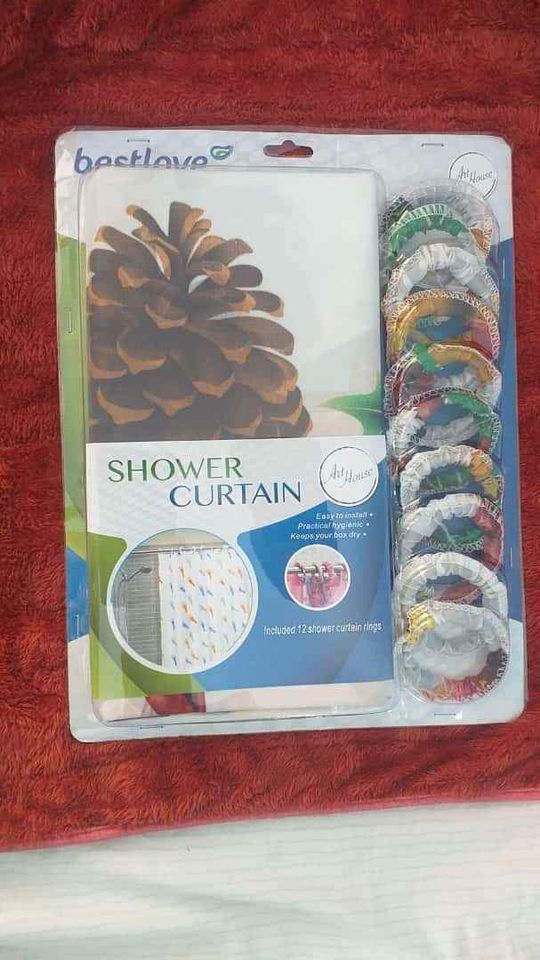 bestlove
Art House
SHOWER
CURTAIN
Art House
Easy to install •
Practical hygienic •
Keeps your box dry •
Included 12 shower curtain rings